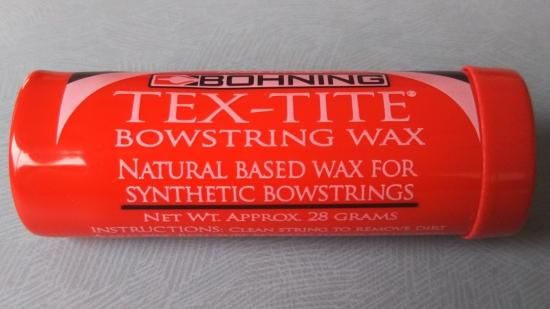 BOHNING
TEX-TITE®
BOWSTRING WAX
NATURAL BASED WAX FOR
SYNTHETIC BOWSTRINGS
NET WT. APPROX. 28 GRAMS
INSTRUCTIONS: CLEAN STRING TO REMOVE DIRT